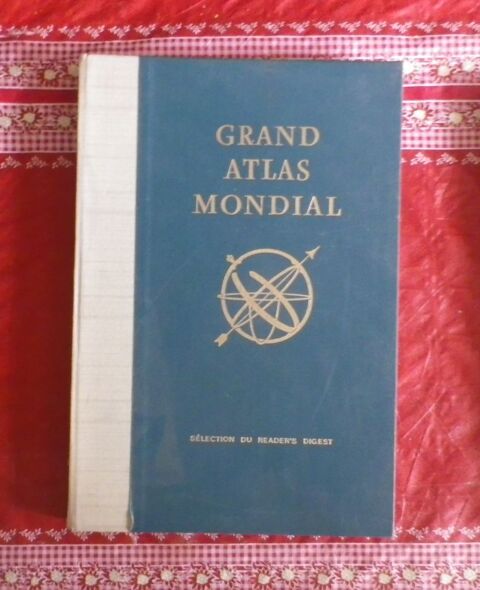 GRAND
ATLAS
MONDIAL
SÉLECTION DU READER'S DIGEST